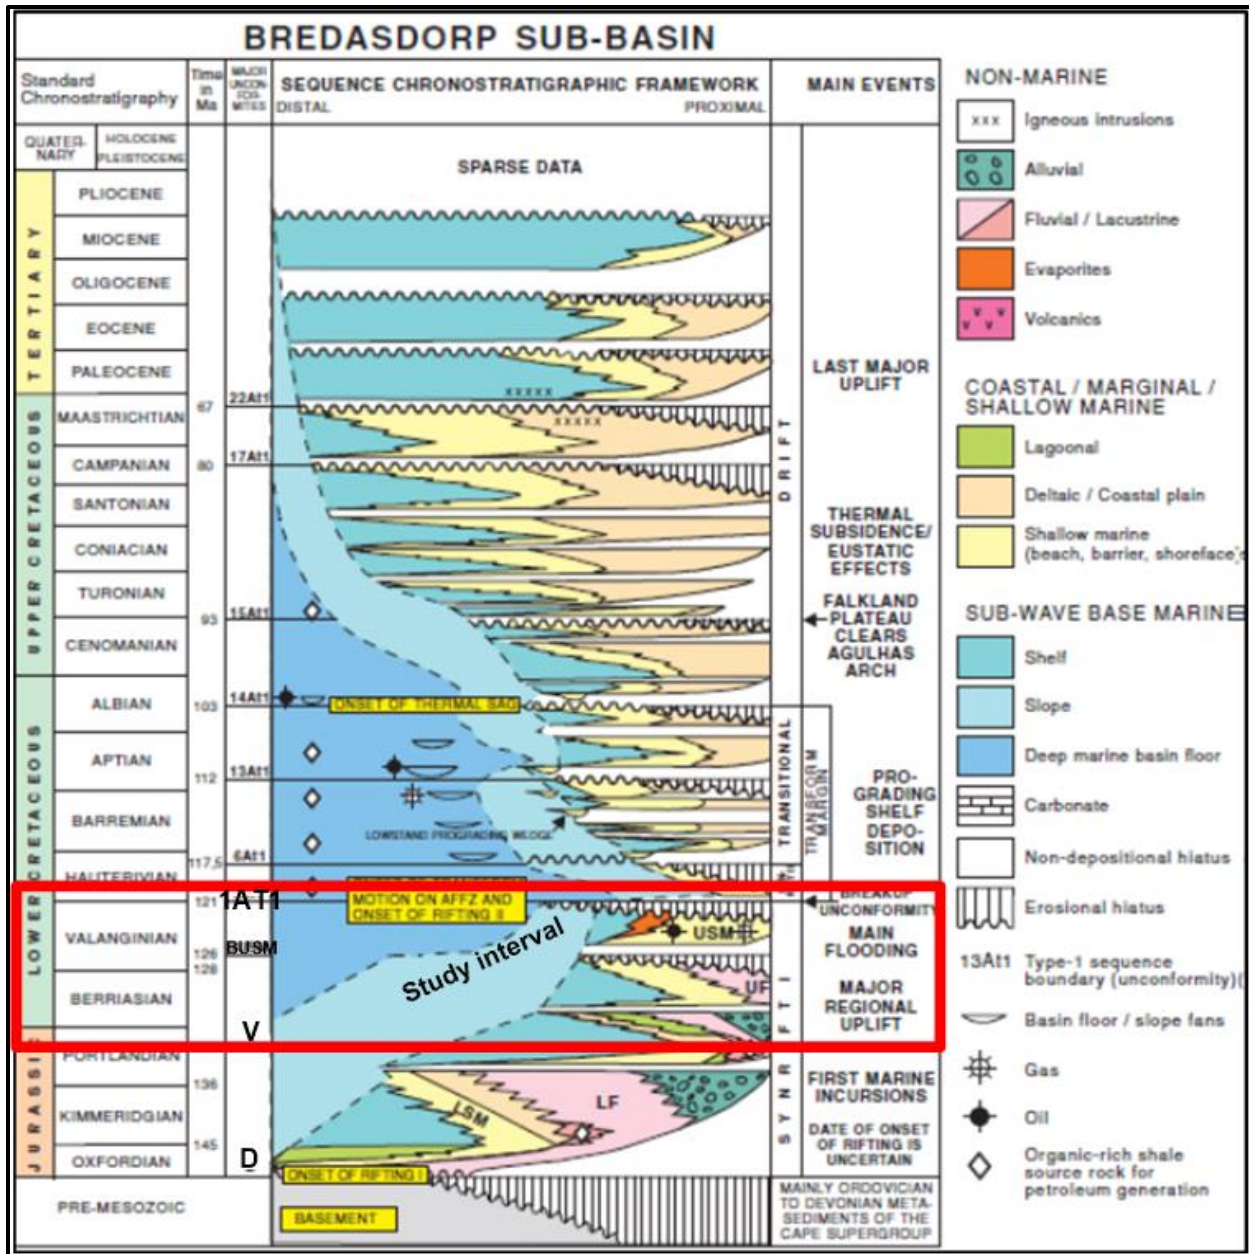 BREDASDORP SUB-BASIN
Standard
Chronostratigraphy
Time
in
Ma
MAJOR
UNCON-
FOR-
MITIES
SEQUENCE CHRONOSTRATIGRAPHIC FRAMEWORK
DISTAL
PROXIMAL
MAIN EVENTS
QUATER-
NARY
HOLOCENE
PLEISTOCENE
TERTIARY
PLIOCENE
MIOCENE
OLIGOCENE
EOCENE
PALEOCENE
UPPER CRETACEOUS
MAASTRICHTIAN
CAMPANIAN
SANTONIAN
CONIACIAN
TURONIAN
CENOMANIAN
LOWER CRETACEOUS
ALBIAN
APTIAN
BARREMIAN
HAUTERIVIAN
VALANGINIAN
BERRIASIAN
JURASSIC
PORTLANDIAN
KIMMERIDGIAN
OXFORDIAN
PRE-MESOZOIC
67
80
93
103
112
117,5
121
126
128
136
145
22At1
17At1
15At1
14At1
13At1
6At1
1AT1
BUSM
V
D
SPARSE DATA
xxxxx
xxxxx
ONSET OF THERMAL SAG
LOWSTAND PROGRADING WEDGE
MOTION ON AFFZ AND
ONSET OF RIFTING II
Study interval
USM
UF
LF
LSM
ONSET OF RIFTING I
BASEMENT
DRIFT
TRANSITIONAL
TRANSFORM
MARGIN
SYNRIFT I
LAST MAJOR
UPLIFT
THERMAL
SUBSIDENCE/
EUSTATIC
EFFECTS
FALKLAND
PLATEAU
CLEARS
AGULHAS
ARCH
PRO-
GRADING
SHELF
DEPO-
SITION
BREAKUP
UNCONFORMITY
MAIN
FLOODING
MAJOR
REGIONAL
UPLIFT
FIRST MARINE
INCURSIONS
DATE OF ONSET
OF RIFTING IS
UNCERTAIN
MAINLY ORDOVICIAN
TO DEVONIAN META-
SEDIMENTS OF THE
CAPE SUPERGROUP
NON-MARINE
xxx
Igneous intrusions
Alluvial
Fluvial / Lacustrine
Evaporites
v v
v v
Volcanics
COASTAL / MARGINAL /
SHALLOW MARINE
Lagoonal
Deltaic / Coastal plain
Shallow marine
(beach, barrier, shoreface)
SUB-WAVE BASE MARINE
Shelf
Slope
Deep marine basin floor
Carbonate
Non-depositional hiatus
Erosional hiatus
13At1
Type-1 sequence
boundary (unconformity)(
Basin floor / slope fans
Gas
Oil
Organic-rich shale
source rock for
petroleum generation